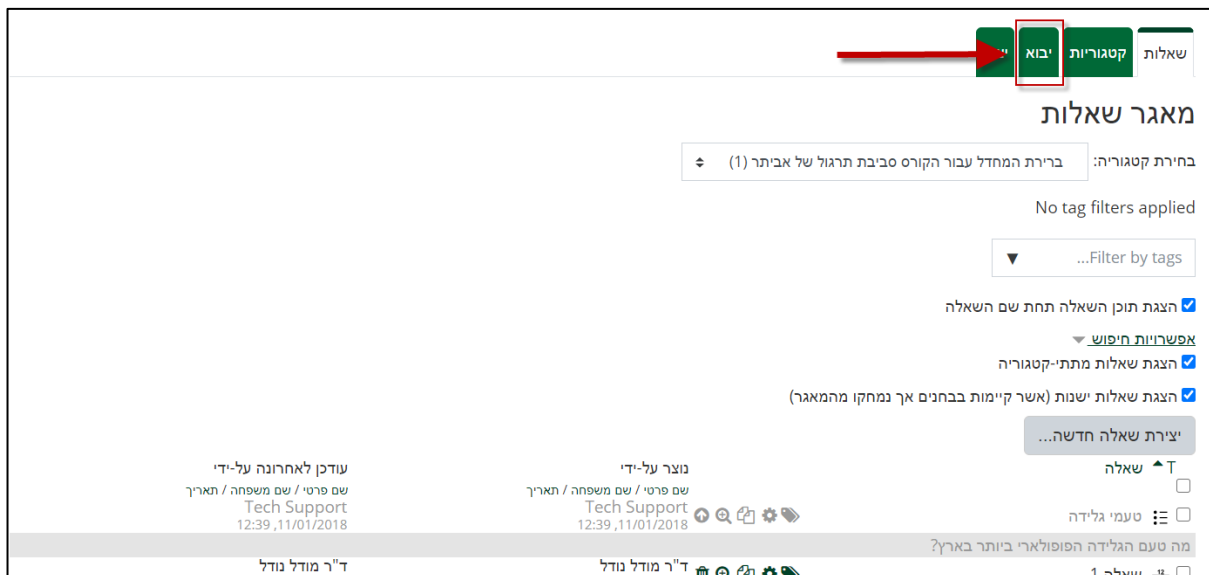 שאלות קטגוריות יבוא
מאגר שאלות
בחירת קטגוריה: ברירת המחדל עבור הקורס סביבת תרגול של אביתר (1)
No tag filters applied
Filter by tags...
הצגת תוכן השאלה תחת שם השאלה
אפשרויות חיפוש
הצגת שאלות מתתי-קטגוריה
הצגת שאלות ישנות (אשר קיימות בבחנים אך נמחקו מהמאגר)
יצירת שאלה חדשה...
T שאלה נוצר על-ידי עודכן לאחרונה על-ידי
שם פרטי / שם משפחה / תאריך שם פרטי / שם משפחה / תאריך
טעמי גלידה Tech Support Tech Support
12:39 ,11/01/2018 12:39 ,11/01/2018
מה טעם הגלידה הפופולארי ביותר בארץ?
שאלה 1 ד"ר מודל נודל ד"ר מודל נודל